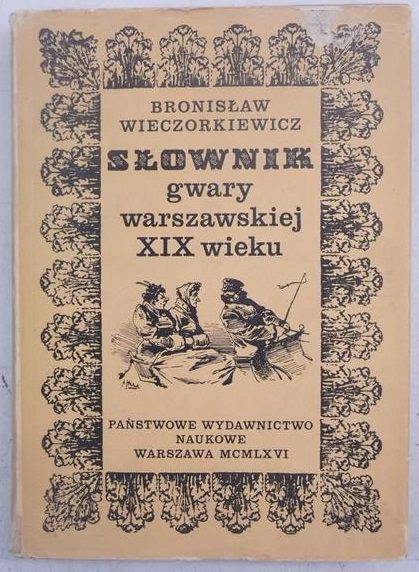 BRONISŁAW
WIECZORKIEWICZ
SŁOWNIK
gwary
warszawskiej
XIX wieku
PAŃSTWOWE WYDAWNICTWO
NAUKOWE
WARSZAWA MCMLXVI